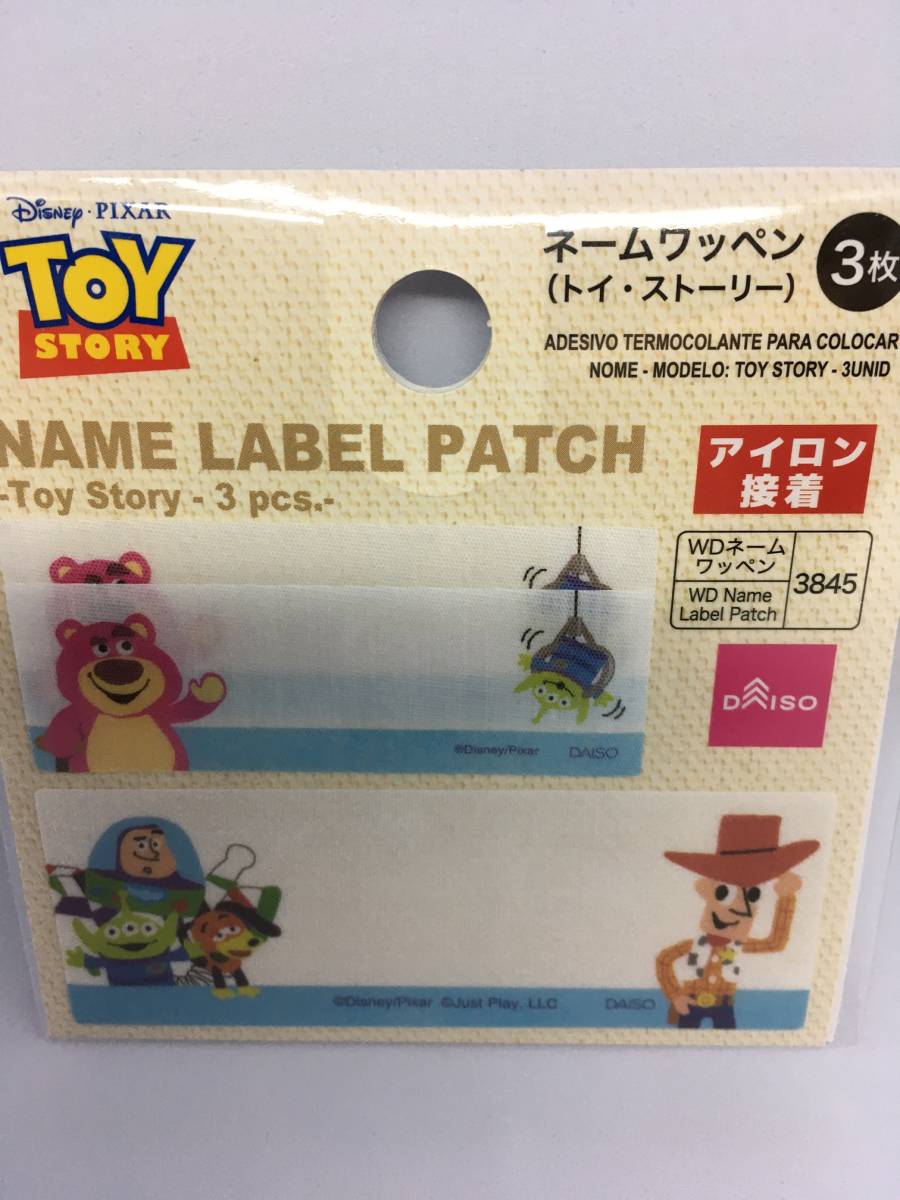 Disney · PIXAR
TOY
STORY
ネームワッペン
(トイ・ストーリー)
3枚
ADESIVO TERMOCOLANTE PARA COLOCAR
NOME - MODELO: TOY STORY - 3UNID
NAME LABEL PATCH
-Toy Story - 3 pcs.-
アイロン
接着
WDネーム
ワッペン
WD Name
Label Patch
3845
DAISO
©Disney/Pixar DAISO
©Disney/Pixar ©Just Play, LLC DAISO